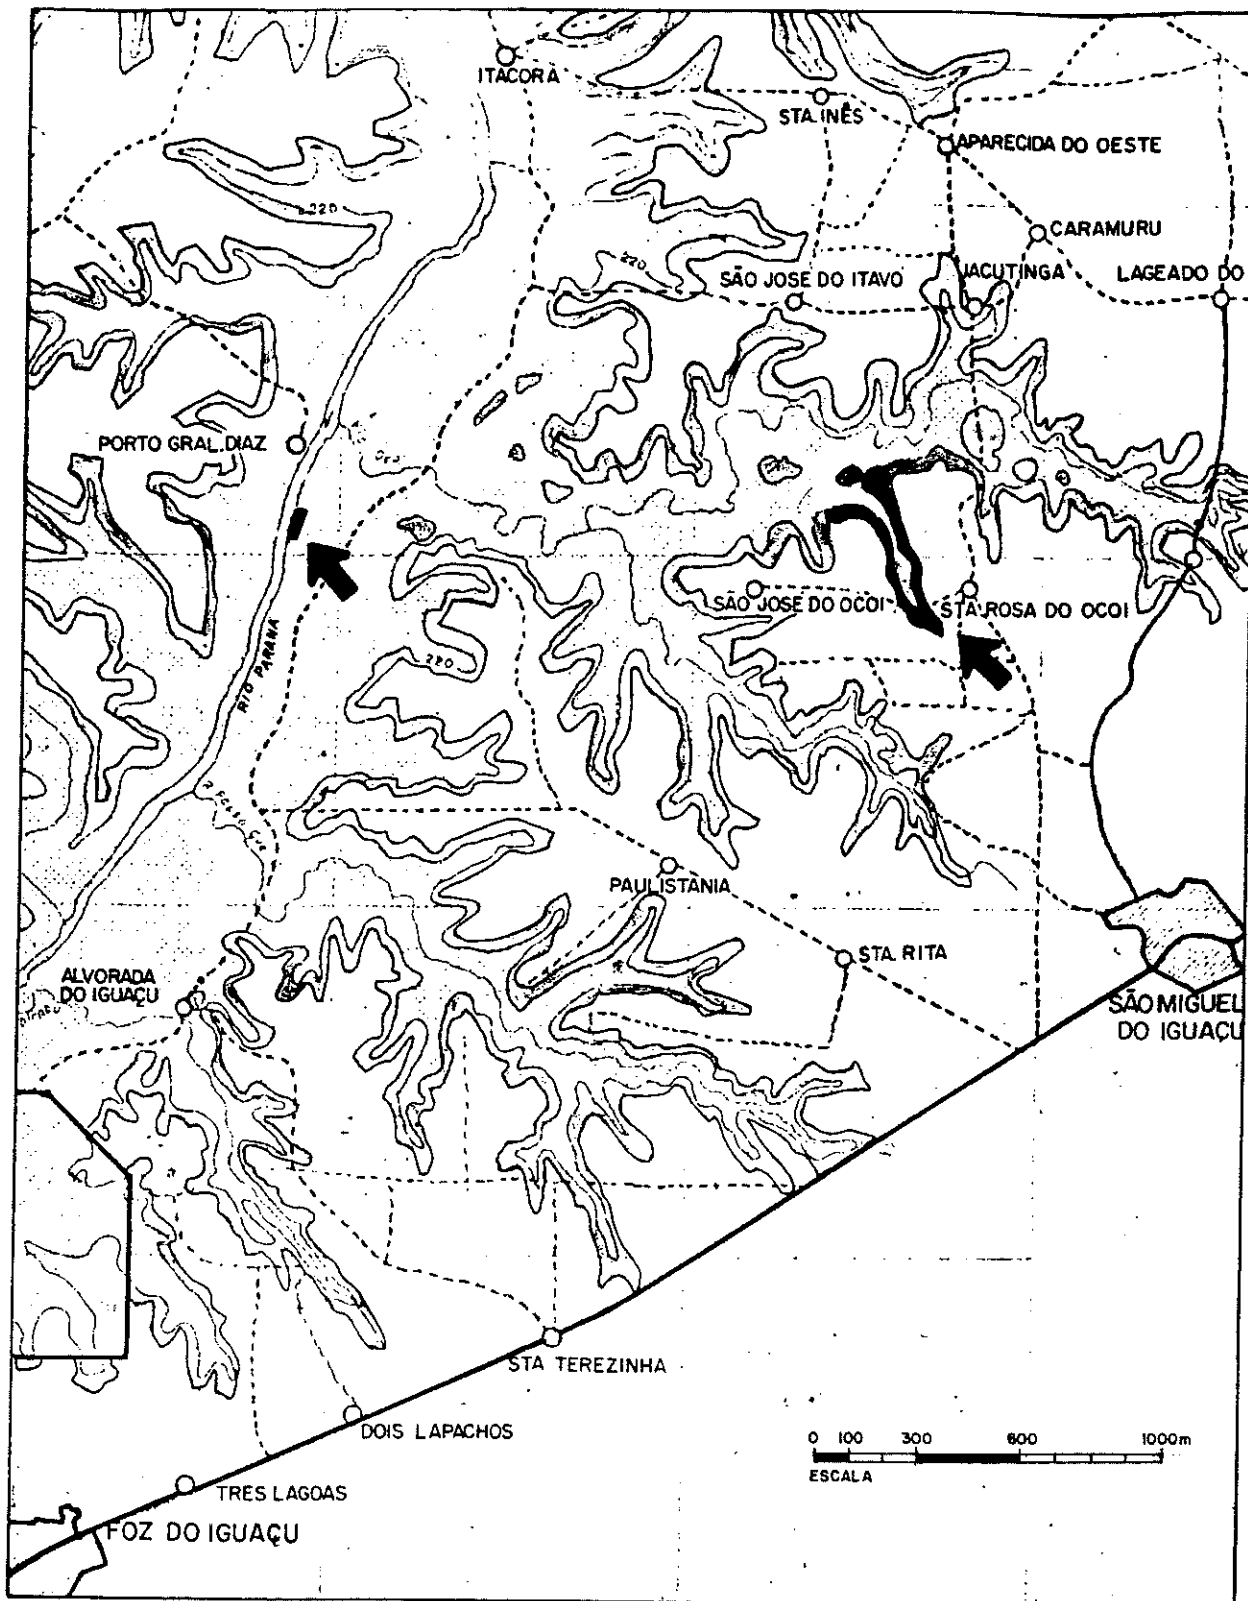 ITACORÀ
STA. INÊS
APARECIDA DO OESTE
220
CARAMURU
220
SÃO JOSE DO ITAVO
JACUTINGA
LAGEADO DO
PORTO GRAL. DIAZ
SÃO JOSE DO OCOI
STA. ROSA DO OCOI
RIO PARANA
220
PAULISTANIA
STA. RITA
ALVORADA
DO IGUAÇU
SÃO MIGUEL
DO IGUAÇU
STA TEREZINHA
DOIS LAPACHOS
TRES LAGOAS
FOZ DO IGUAÇU
0 100 300 600 1000m
ESCALA